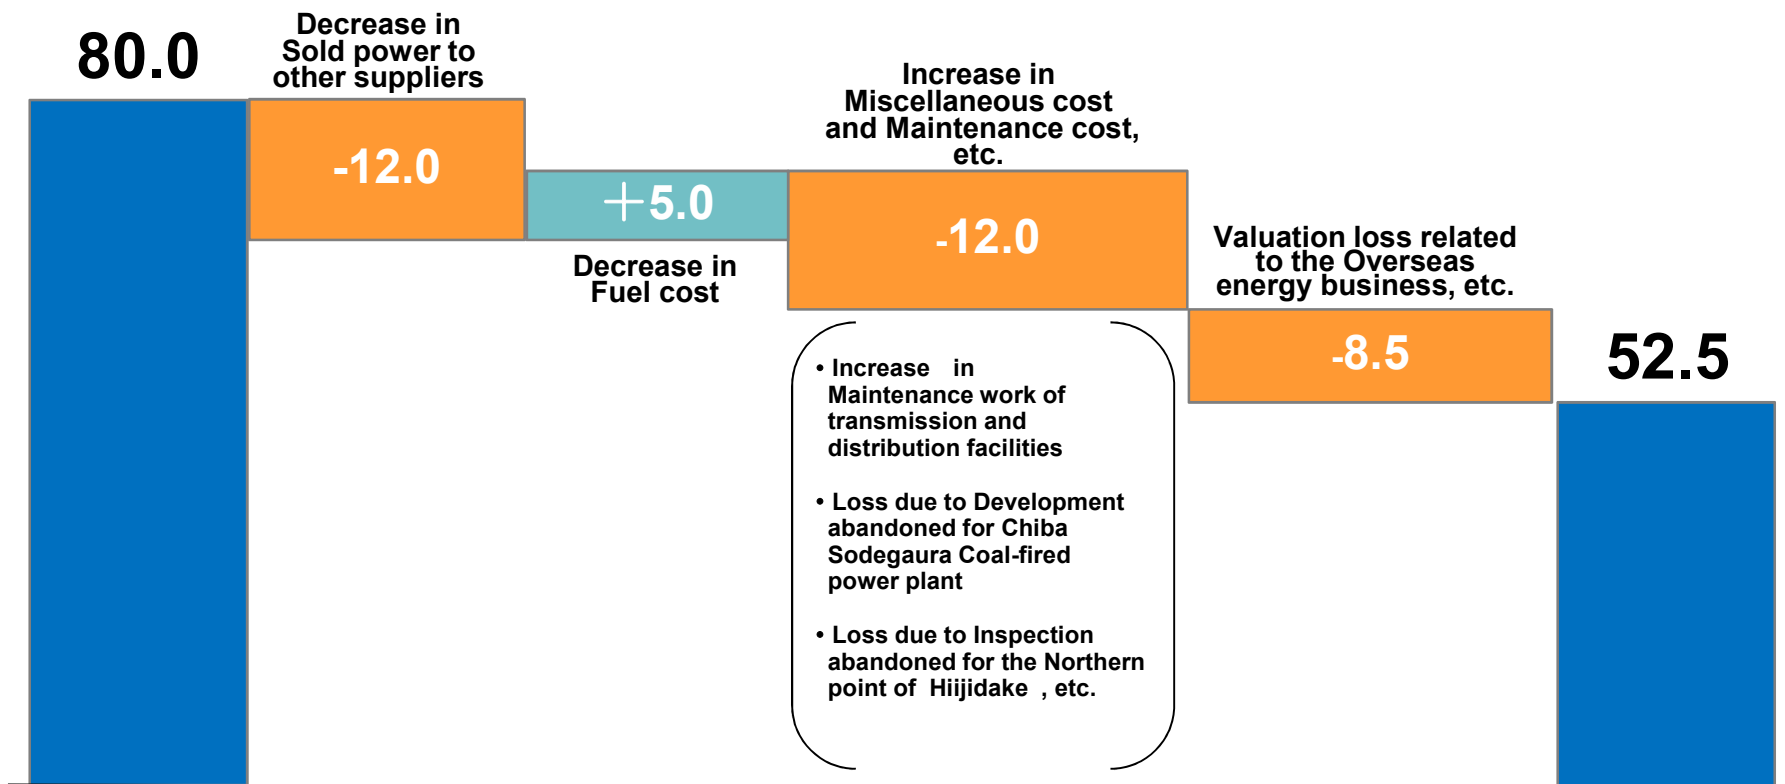 80.0
Decrease in
Sold power to
other suppliers
-12.0
+5.0
Decrease in
Fuel cost
Increase in
Miscellaneous cost
and Maintenance cost,
etc.
-12.0
• Increase in
Maintenance work of
transmission and
distribution facilities
• Loss due to Development
abandoned for Chiba
Sodegaura Coal-fired
power plant
• Loss due to Inspection
abandoned for the Northern
point of Hiijidake , etc.
Valuation loss related
to the Overseas
energy business, etc.
-8.5
52.5